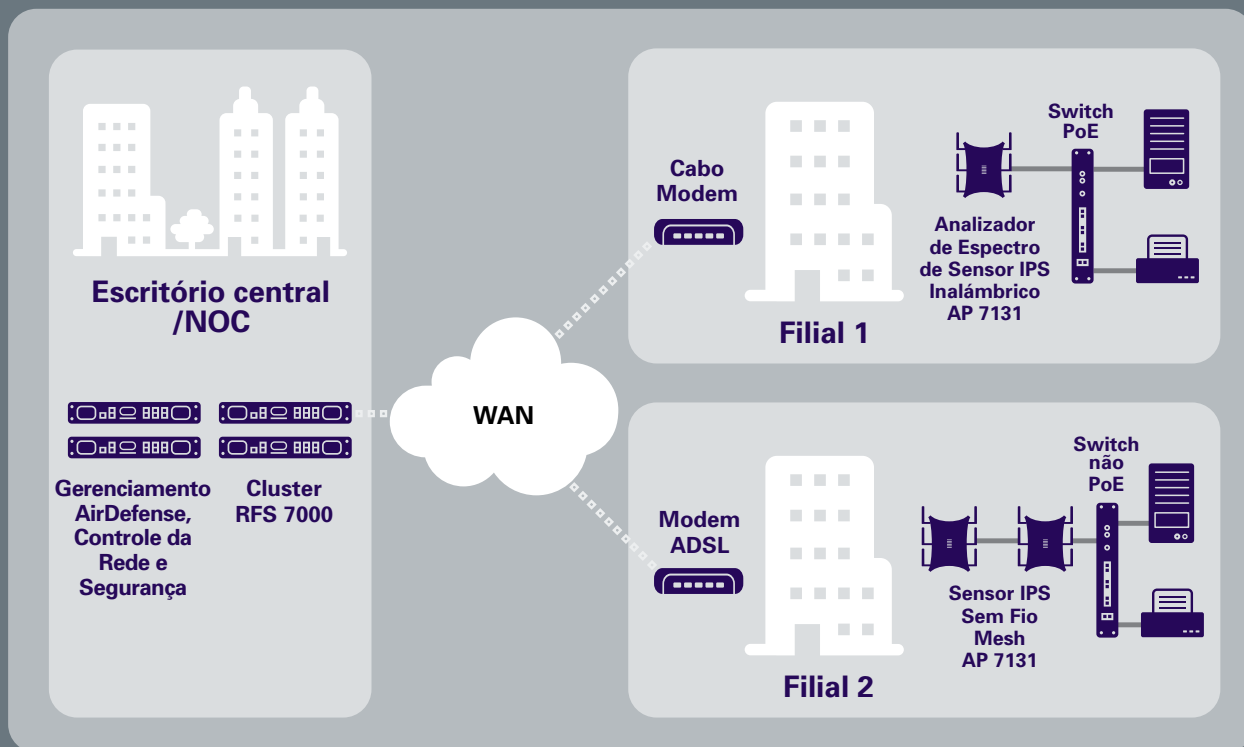 Escritório central
/NOC
Gerenciamento
AirDefense,
Controle da
Rede e
Segurança
Cluster
RFS 7000
WAN
Cabo
Modem
Filial 1
Analizador
de Espectro
de Sensor IPS
Inalámbrico
AP 7131
Switch
PoE
Modem
ADSL
Filial 2
Sensor IPS
Sem Fio
Mesh
AP 7131
Switch
não
PoE